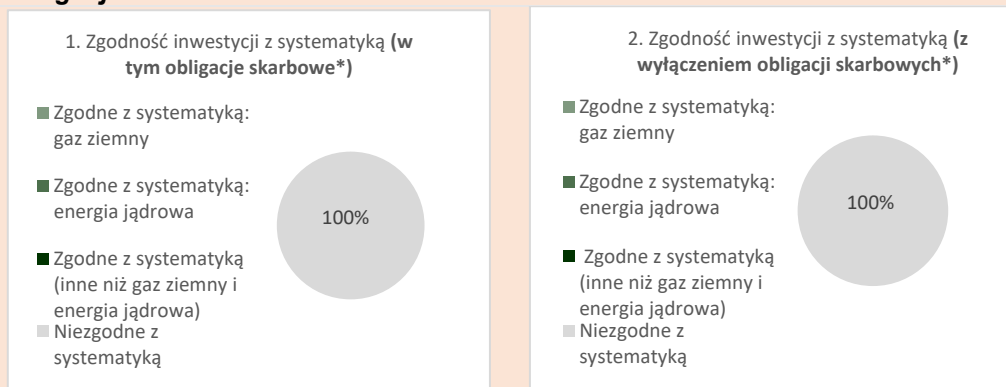 1. Zgodność inwestycji z systematyką (w
tym obligacje skarbowe*)
Zgodne z systematyką:
gaz ziemny
Zgodne z systematyką:
energia jądrowa
Zgodne z systematyką
(inne niż gaz ziemny i
energia jądrowa)
Niezgodne z
systematyką
100%
2. Zgodność inwestycji z systematyką (z
wyłączeniem obligacji skarbowych*)
Zgodne z systematyką:
gaz ziemny
Zgodne z systematyką:
energia jądrowa
Zgodne z systematyką
(inne niż gaz ziemny i
energia jądrowa)
Niezgodne z
systematyką
100%